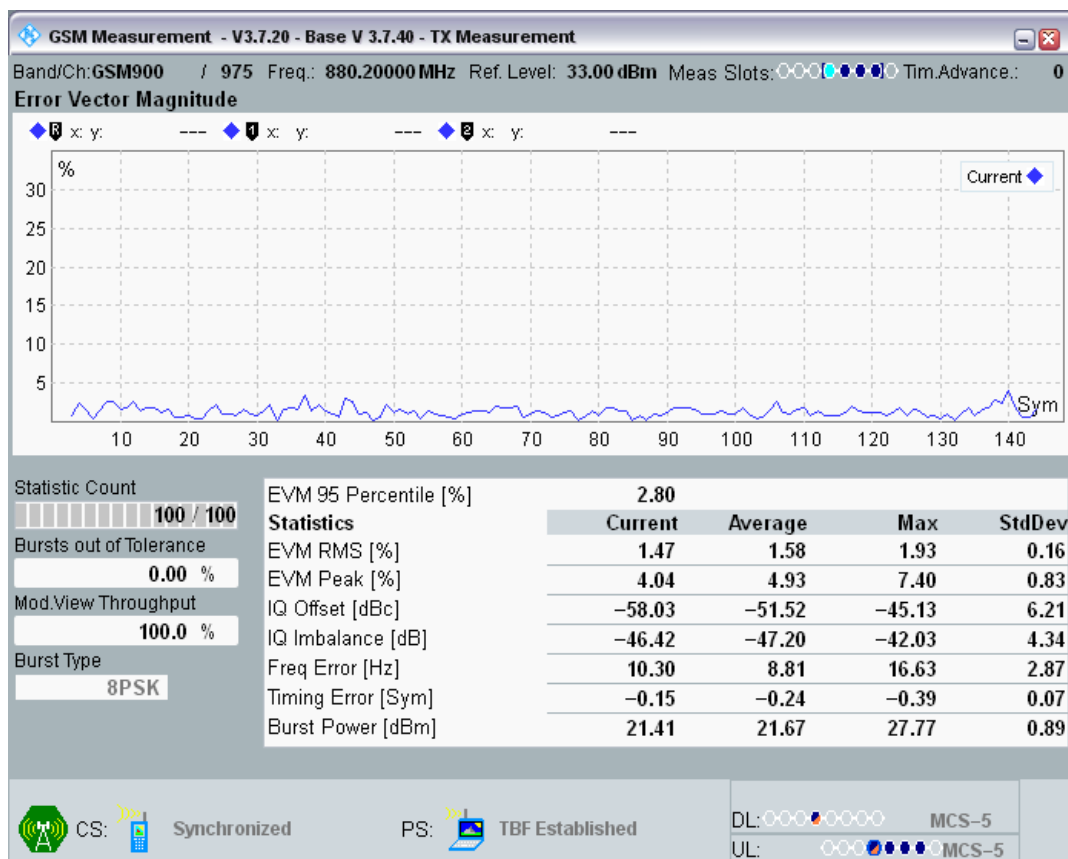 GSM Measurement - V3.7.20 - Base V 3.7.40 - TX Measurement
Band/Ch:GSM900 / 975 Freq.: 880.20000 MHz Ref. Level: 33.00 dBm Meas Slots: Tim.Advance.: 0
Error Vector Magnitude
R x: y: --- 1 x: y: --- 2 x: y: ---
%
Current
30
25
20
15
10
5
Sym
10 20 30 40 50 60 70 80 90 100 110 120 130 140
Statistic Count
100 / 100
Bursts out of Tolerance
0.00 %
Mod.View Throughput
100.0 %
Burst Type
8PSK
EVM 95 Percentile [%] 2.80
Statistics Current Average Max StdDev
EVM RMS [%] 1.47 1.58 1.93 0.16
EVM Peak [%] 4.04 4.93 7.40 0.83
IQ Offset [dBc] −58.03 −51.52 −45.13 6.21
IQ Imbalance [dB] −46.42 −47.20 −42.03 4.34
Freq Error [Hz] 10.30 8.81 16.63 2.87
Timing Error [Sym] −0.15 −0.24 −0.39 0.07
Burst Power [dBm] 21.41 21.67 27.77 0.89
CS: Synchronized PS: TBF Established
DL: MCS−5
UL: MCS−5